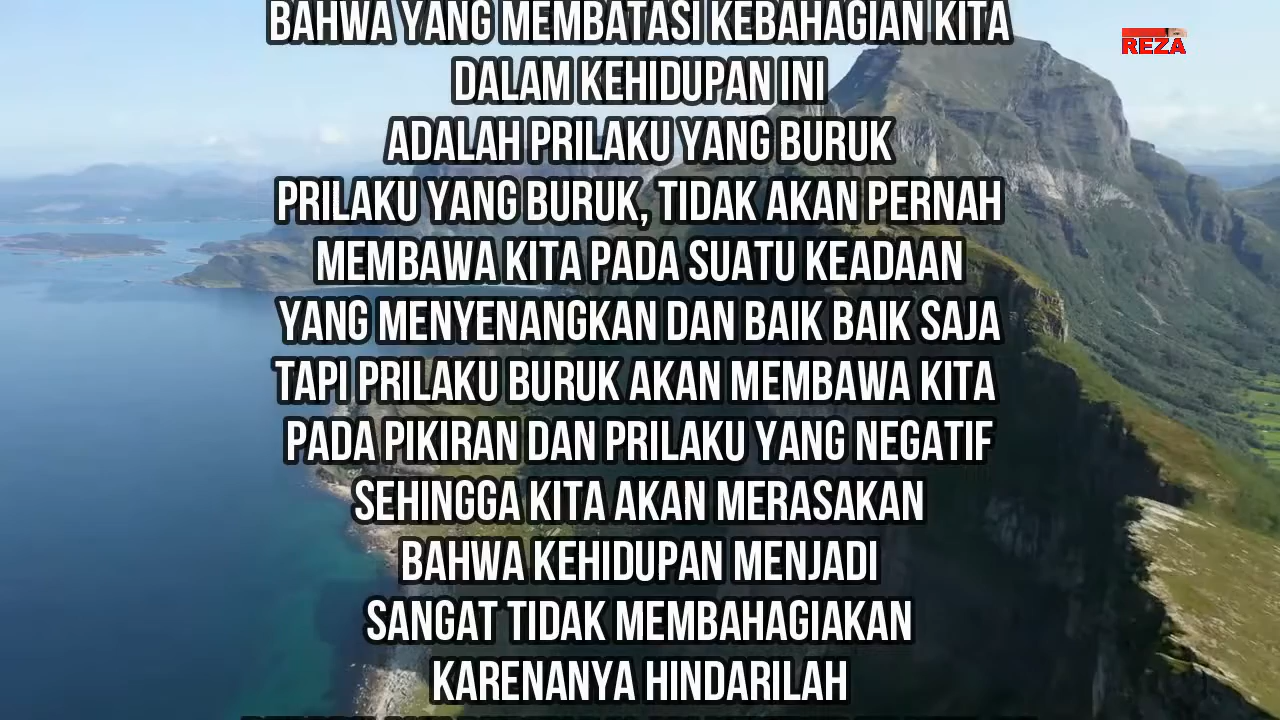 BAHWA YANG MEMBATASI KEBAHAGIAN KITA
DALAM KEHIDUPAN INI
ADALAH PRILAKU YANG BURUK
PRILAKU YANG BURUK, TIDAK AKAN PERNAH
MEMBAWA KITA PADA SUATU KEADAAN
YANG MENYENANGKAN DAN BAIK BAIK SAJA
TAPI PRILAKU BURUK AKAN MEMBAWA KITA
PADA PIKIRAN DAN PRILAKU YANG NEGATIF
SEHINGGA KITA AKAN MERASAKAN
BAHWA KEHIDUPAN MENJADI
SANGAT TIDAK MEMBAHAGIAKAN
KARENANYA HINDARILAH
REZA